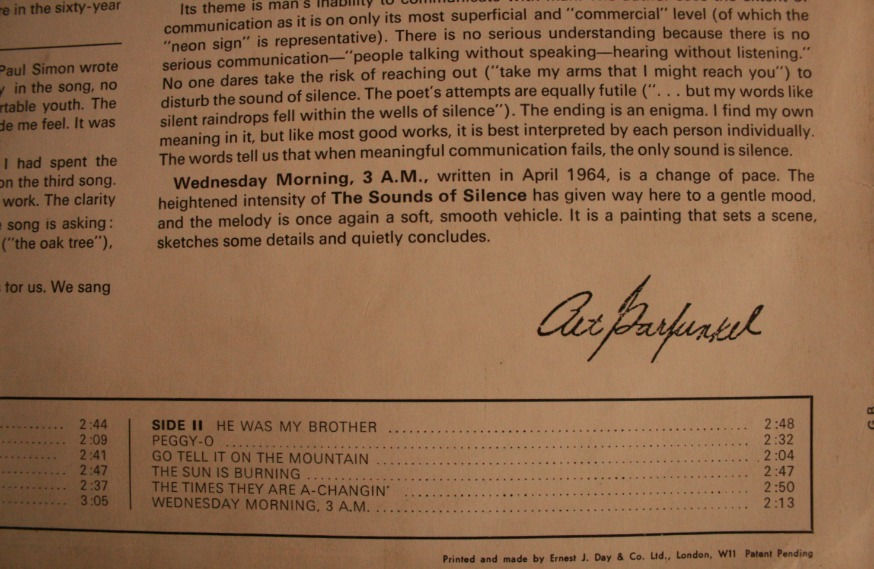 re in the sixty-year
Paul Simon wrote
in the song, no
rtable youth. The
de me feel. It was
I had spent the
on the third song.
work. The clarity
song is asking:
("the oak tree"),
for us. We sang
Its theme is man's inability to
communication as it is on only its most superficial and "commercial" level (of which the
"neon sign" is representative). There is no serious understanding because there is no
serious communication—"people talking without speaking—hearing without listening."
No one dares take the risk of reaching out ("take my arms that I might reach you") to
disturb the sound of silence. The poet's attempts are equally futile (". . . but my words like
silent raindrops fell within the wells of silence"). The ending is an enigma. I find my own
meaning in it, but like most good works, it is best interpreted by each person individually.
The words tell us that when meaningful communication fails, the only sound is silence.
Wednesday Morning, 3 A.M., written in April 1964, is a change of pace. The
heightened intensity of The Sounds of Silence has given way here to a gentle mood,
and the melody is once again a soft, smooth vehicle. It is a painting that sets a scene,
sketches some details and quietly concludes.
Art Garfunkel
2:44
2:09
2:41
2:47
2:37
3:05
SIDE II HE WAS MY BROTHER 2:48
PEGGY-O 2:32
GO TELL IT ON THE MOUNTAIN 2:04
THE SUN IS BURNING 2:47
THE TIMES THEY ARE A-CHANGIN' 2:50
WEDNESDAY MORNING, 3 A.M. 2:13
Printed and made by Ernest J. Day & Co. Ltd., London, W11 Patent Pending